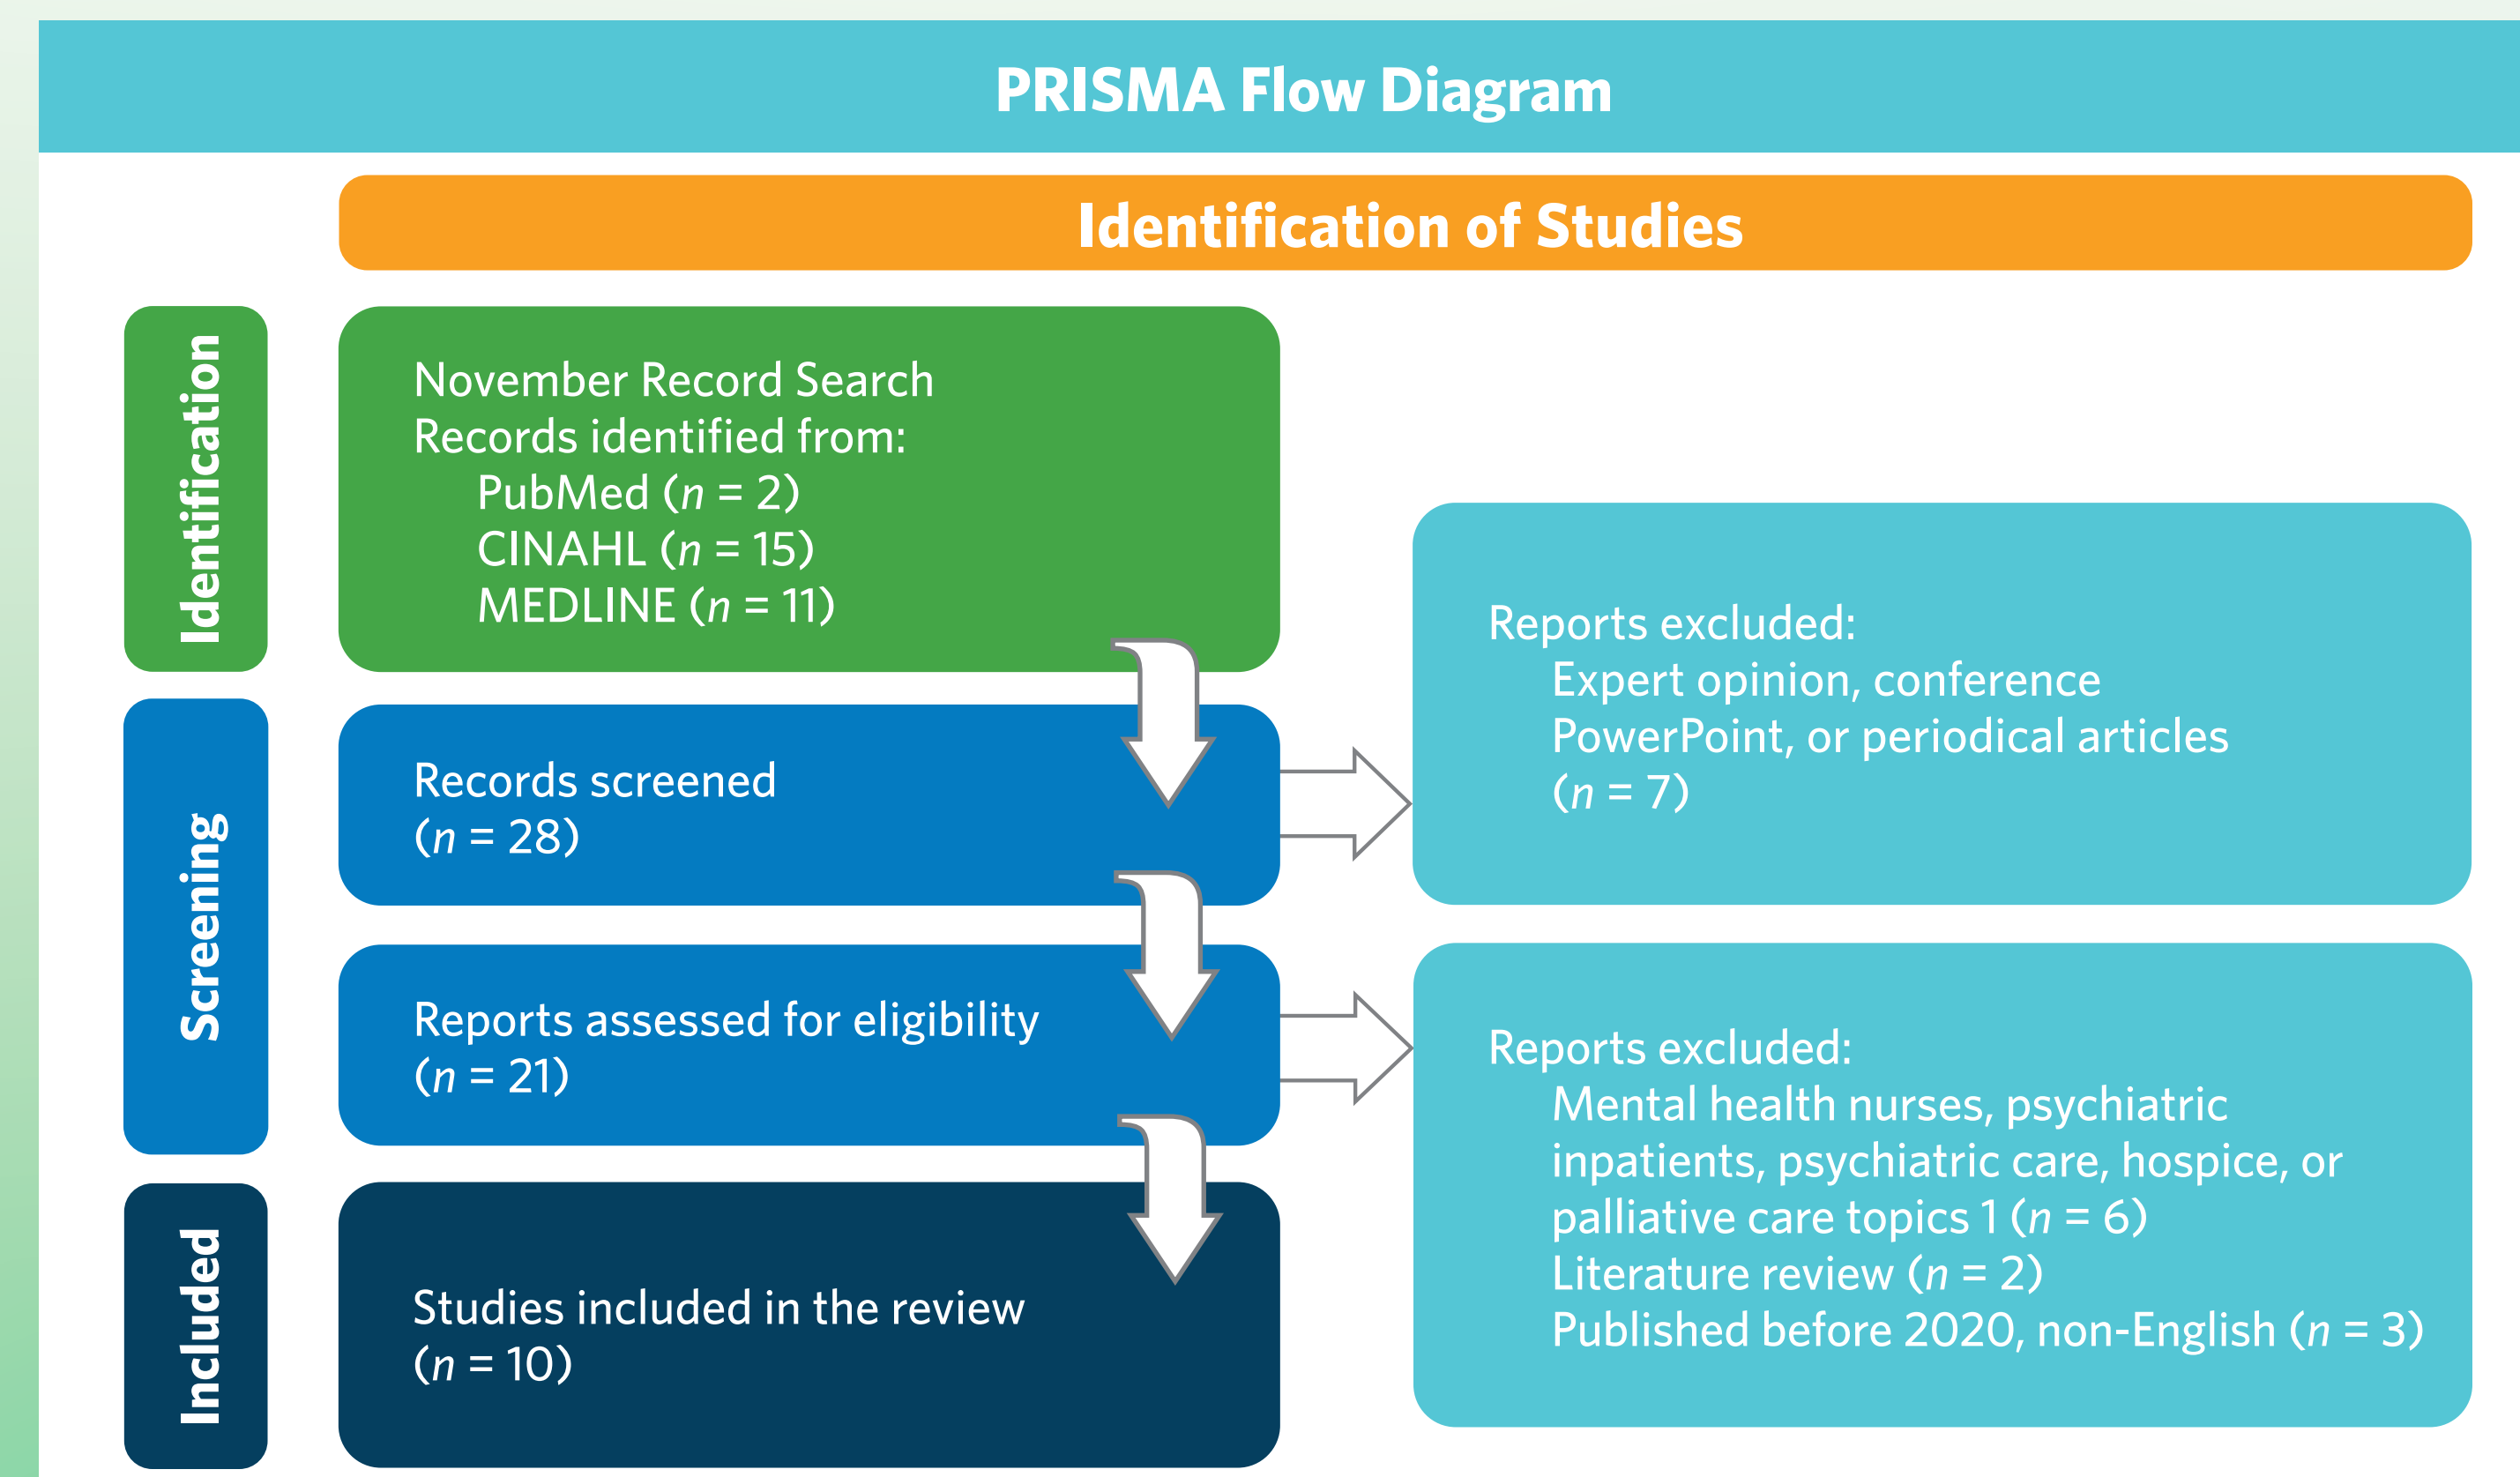 PRISMA Flow Diagram
Identification of Studies
Identification
November Record Search
Records identified from:
PubMed (n = 2)
CINAHL (n = 15)
MEDLINE (n = 11)
Screening
Records screened
(n = 28)
Reports excluded:
Expert opinion, conference
PowerPoint, or periodical articles
(n = 7)
Reports assessed for eligibility
(n = 21)
Reports excluded:
Mental health nurses, psychiatric
inpatients, psychiatric care, hospice, or
palliative care topics 1 (n = 6)
Literature review (n = 2)
Published before 2020, non-English (n = 3)
Included
Studies included in the review
(n = 10)